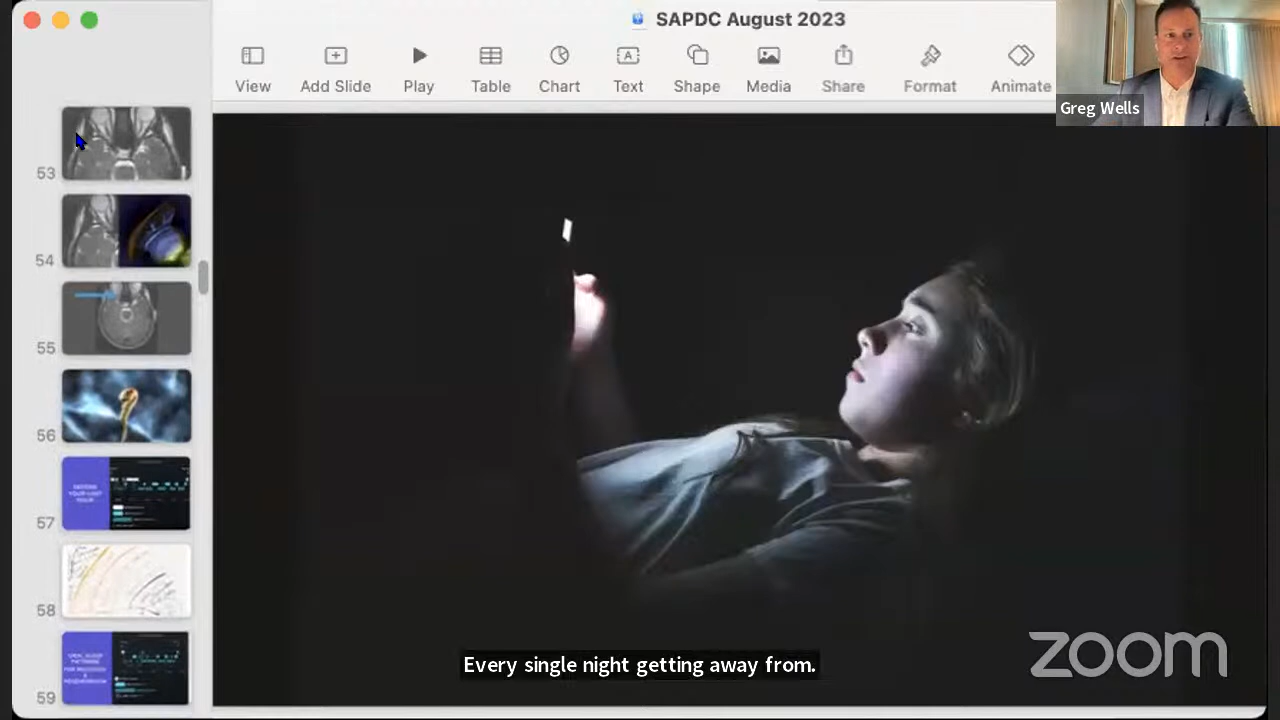 SAPDC August 2023
View
Add Slide
Play
Table
Chart
Text
Shape
Media
Share
Format
Animate
Greg Wells
53
54
55
56
57
58
59
Every single night getting away from.
zoom